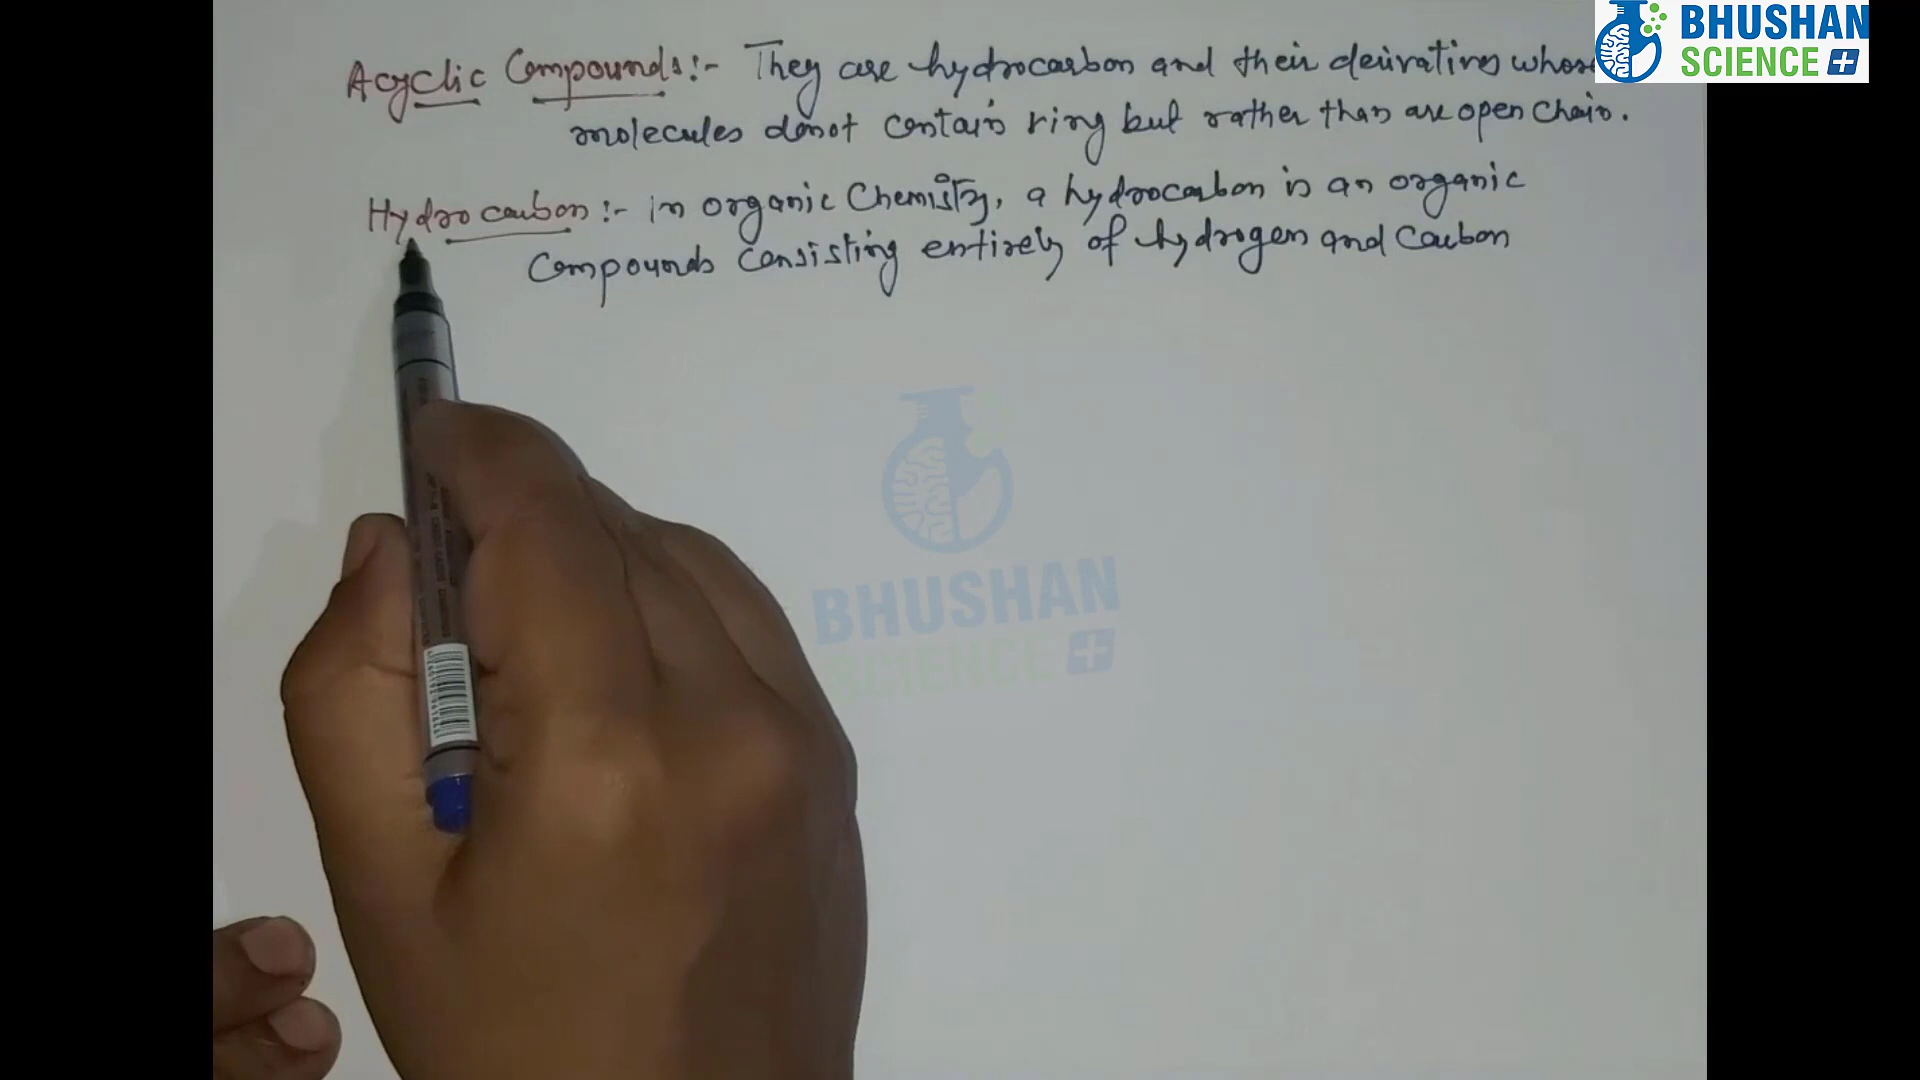 BHUSHAN
SCIENCE +
Acyclic Compounds:- They are hydrocarbon and their derivatives whose
molecules donot contain ring but rather than are open chain.
Hydrocarbon:- in organic Chemistry, a hydrocarbon is an organic
Compounds consisting entirely of hydrogen and Carbon
BHUSHAN
SCIENCE +